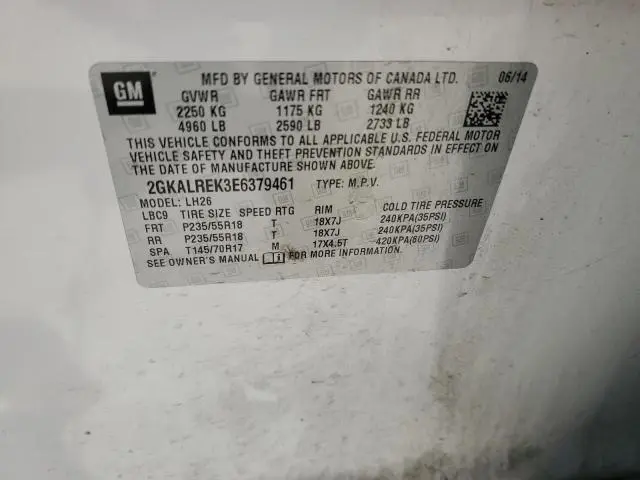 GM MFD BY GENERAL MOTORS OF CANADA LTD. 06/14
GVWR GAWR FRT GAWR RR
2250 KG 1175 KG 1240 KG
4960 LB 2590 LB 2733 LB
THIS VEHICLE CONFORMS TO ALL APPLICABLE U.S. FEDERAL MOTOR
VEHICLE SAFETY AND THEFT PREVENTION STANDARDS IN EFFECT ON
THE DATE OF MANUFACTURE SHOWN ABOVE.
2GKALREK3E6379461 TYPE: M.P.V.
MODEL: LH26
LBC9 TIRE SIZE SPEED RTG RIM COLD TIRE PRESSURE
FRT P235/55R18 T 18X7J 240KPA(35PSI)
RR P235/55R18 T 18X7J 240KPA(35PSI)
SPA T145/70R17 M 17X4.5T 420KPA(60PSI)
SEE OWNER'S MANUAL FOR MORE INFORMATION.